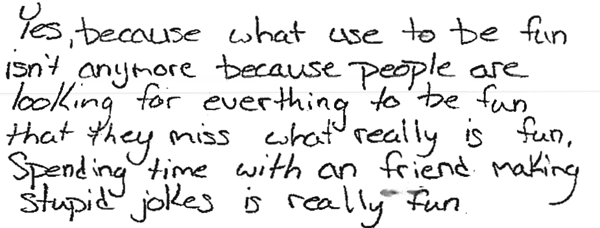 Yes, because what use to be fun
isn't anymore because people are
looking for everthing to be fun
that they miss what really is fun.
Spending time with an friend making
stupid jokes is really fun